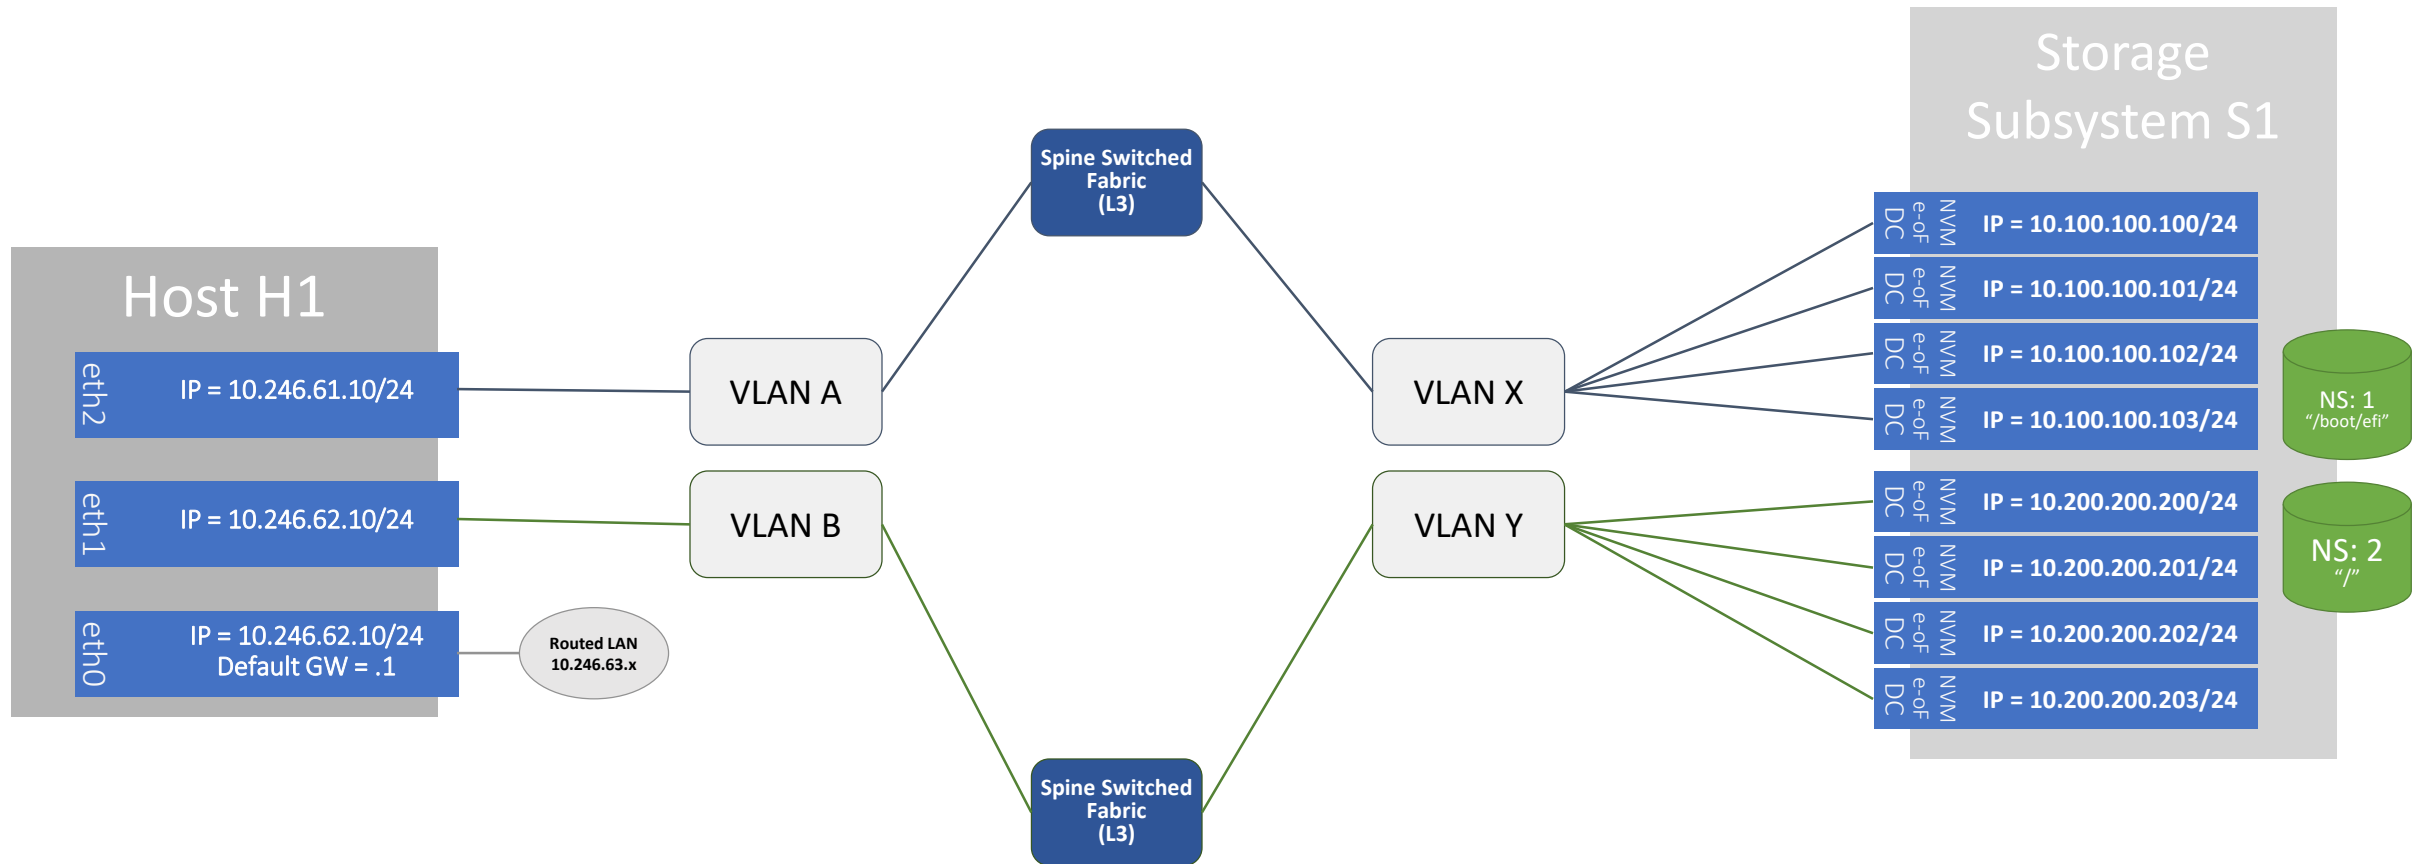 Host H1
eth2
IP = 10.246.61.10/24
eth1
IP = 10.246.62.10/24
eth0
IP = 10.246.62.10/24
Default GW = .1
Routed LAN
10.246.63.x
VLAN A
VLAN B
Spine Switched
Fabric
(L3)
Spine Switched
Fabric
(L3)
VLAN X
VLAN Y
Storage
Subsystem S1
NVM
e-oF
DC
IP = 10.100.100.100/24
NVM
e-oF
DC
IP = 10.100.100.101/24
NVM
e-oF
DC
IP = 10.100.100.102/24
NVM
e-oF
DC
IP = 10.100.100.103/24
NVM
e-oF
DC
IP = 10.200.200.200/24
NVM
e-oF
DC
IP = 10.200.200.201/24
NVM
e-oF
DC
IP = 10.200.200.202/24
NVM
e-oF
DC
IP = 10.200.200.203/24
NS: 1
“/boot/efi”
NS: 2
“/”